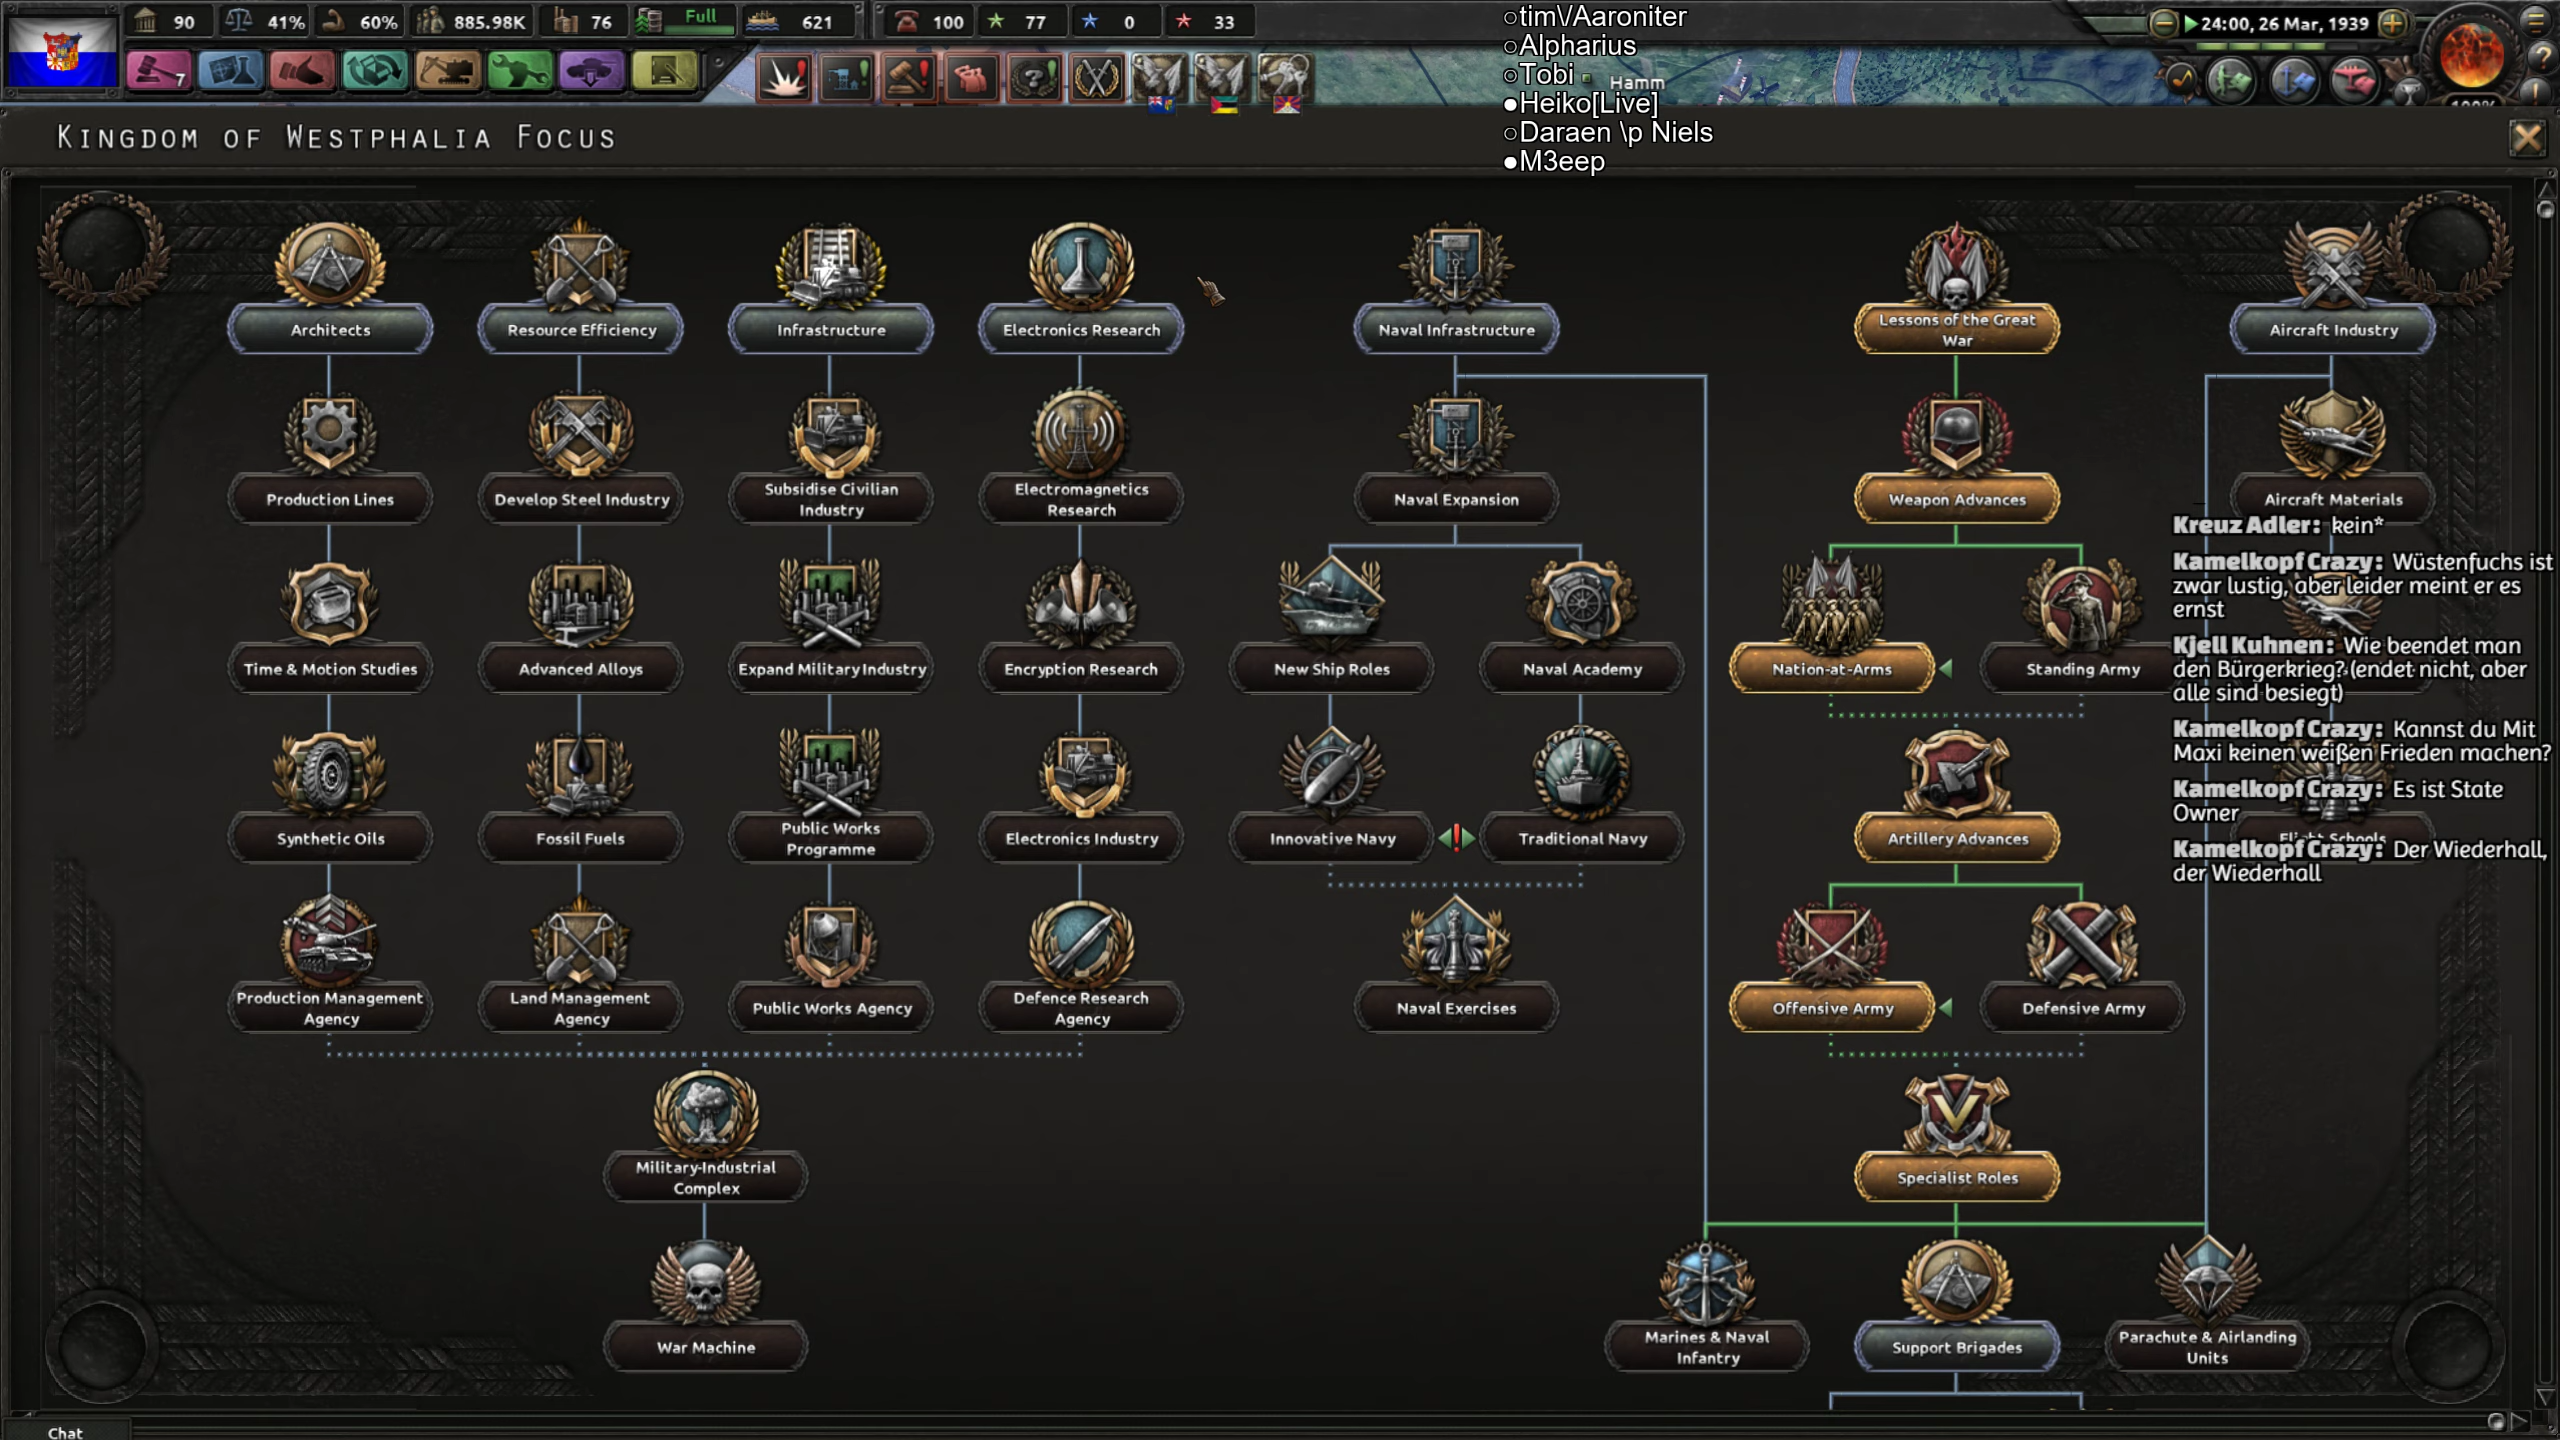 90
41%
60%
885.98K
76
Full
621
100
77
0
33
24:00, 26 Mar, 1939
7
○tim\/Aaroniter
○Alpharius
○Tobi
●Heiko[Live]
○Daraen \p Niels
●M3eep
Hamm
100%
Kingdom of Westphalia Focus
Architects
Resource Efficiency
Infrastructure
Electronics Research
Naval Infrastructure
Lessons of the Great
War
Aircraft Industry
Production Lines
Develop Steel Industry
Subsidise Civilian
Industry
Electromagnetics
Research
Naval Expansion
Weapon Advances
Aircraft Materials
Kreuz Adler: kein*
Kamelkopf Crazy: Wüstenfuchs ist
zwar lustig, aber leider meint er es
ernst
Kjell Kuhnen: Wie beendet man
den Bürgerkrieg? (endet nicht, aber
alle sind besiegt)
Kamelkopf Crazy: Kannst du Mit
Maxi keinen weißen Frieden machen?
Kamelkopf Crazy: Es ist State
Owner
Kamelkopf Crazy: Der Wiederhall,
der Wiederhall
Time & Motion Studies
Advanced Alloys
Expand Military Industry
Encryption Research
New Ship Roles
Naval Academy
Nation-at-Arms
Standing Army
Synthetic Oils
Fossil Fuels
Public Works
Programme
Electronics Industry
Innovative Navy
Traditional Navy
Artillery Advances
Flight Schools
Production Management
Agency
Land Management
Agency
Public Works Agency
Defence Research
Agency
Naval Exercises
Offensive Army
Defensive Army
Military-Industrial
Complex
Specialist Roles
War Machine
Marines & Naval
Infantry
Support Brigades
Parachute & Airlanding
Units
Chat